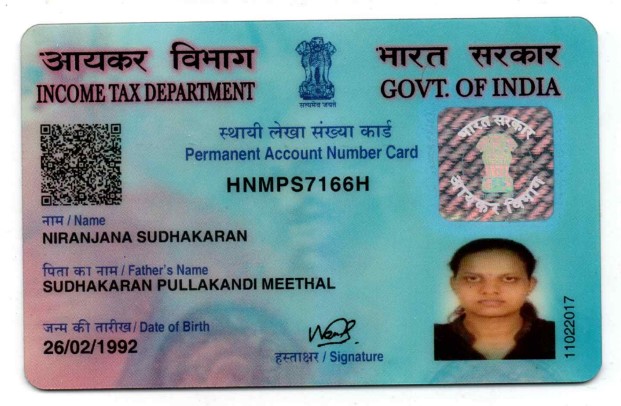 आयकर विभाग
INCOME TAX DEPARTMENT
सत्यमेव जयते
भारत सरकार
GOVT. OF INDIA
स्थायी लेखा संख्या कार्ड
Permanent Account Number Card
HNMPS7166H
भारत सरकार
आयकर विभाग
नाम / Name
NIRANJANA SUDHAKARAN
पिता का नाम / Father's Name
SUDHAKARAN PULLAKANDI MEETHAL
जन्म की तारीख / Date of Birth
26/02/1992
हस्ताक्षर / Signature
11022017